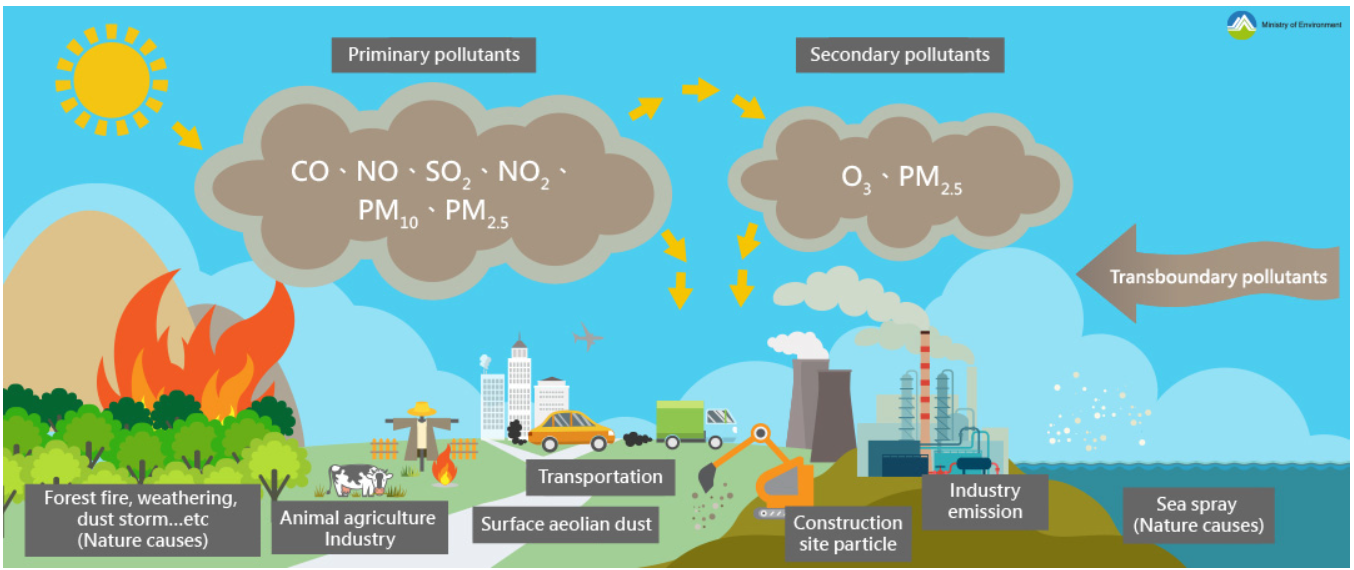 Ministry of Environment
Priminary pollutants
Secondary pollutants
CO、NO、SO₂、NO₂、
PM₁₀、PM₂.₅
O₃、PM₂.₅
Transboundary pollutants
Forest fire, weathering,
dust storm...etc
(Nature causes)
Animal agriculture
Industry
Transportation
Surface aeolian dust
Construction
site particle
Industry
emission
Sea spray
(Nature causes)